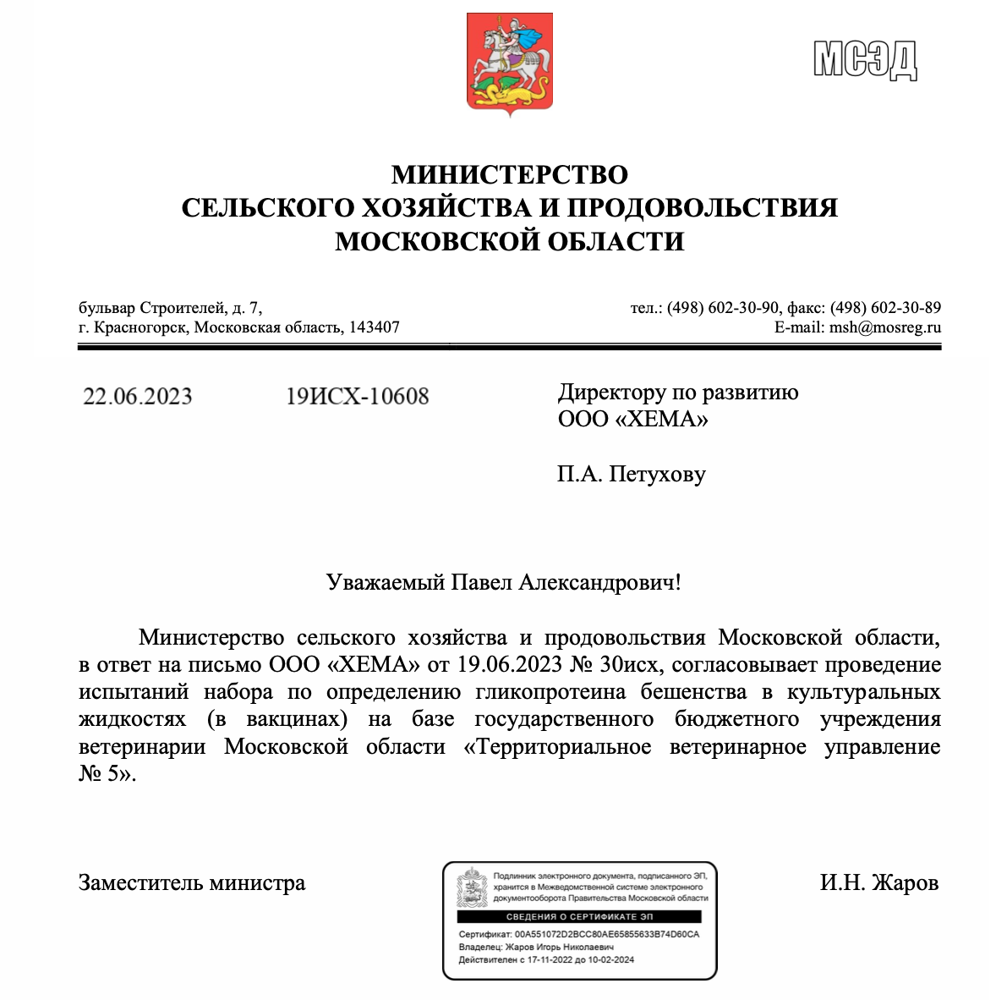 МСЭД
МИНИСТЕРСТВО
СЕЛЬСКОГО ХОЗЯЙСТВА И ПРОДОВОЛЬСТВИЯ
МОСКОВСКОЙ ОБЛАСТИ
бульвар Строителей, д. 7,
г. Красногорск, Московская область, 143407
тел.: (498) 602-30-90, факс: (498) 602-30-89
E-mail: msh@mosreg.ru
22.06.2023
19ИСХ-10608
Директору по развитию
ООО «ХЕМА»
П.А. Петухову
Уважаемый Павел Александрович!
Министерство сельского хозяйства и продовольствия Московской области,
в ответ на письмо ООО «ХЕМА» от 19.06.2023 № 30исх, согласовывает проведение
испытаний набора по определению гликопротеина бешенства в культуральных
жидкостях (в вакцинах) на базе государственного бюджетного учреждения
ветеринарии Московской области «Территориальное ветеринарное управление
№ 5».
Заместитель министра
Подлинник электронного документа, подписанного ЭП,
хранится в Межведомственной системе электронного
документооборота Правительства Московской области
СВЕДЕНИЯ О СЕРТИФИКАТЕ ЭП
Сертификат: 00A551072D2BCC80AE65855633B74D60CA
Владелец: Жаров Игорь Николаевич
Действителен с 17-11-2022 до 10-02-2024
И.Н. Жаров